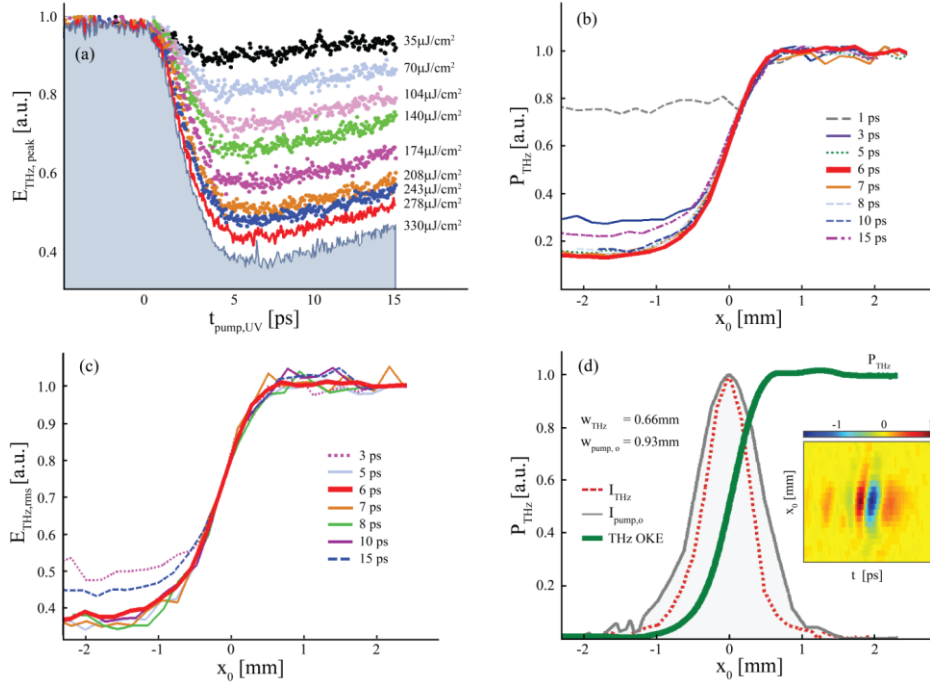 (a)
1.0
0.8
0.6
0.4
E_THz, peak [a.u.]
0
5
10
15
t_pump,UV [ps]
35μJ/cm²
70μJ/cm²
104μJ/cm²
140μJ/cm²
174μJ/cm²
208μJ/cm²
243μJ/cm²
278μJ/cm²
330μJ/cm²
(b)
1.0
0.8
0.6
0.4
0.2
P_THz [a.u.]
-2
-1
0
1
2
x_0 [mm]
1 ps
3 ps
5 ps
6 ps
7 ps
8 ps
10 ps
15 ps
(c)
1.0
0.9
0.8
0.7
0.6
0.5
0.4
E_THz,rms [a.u.]
-2
-1
0
1
2
x_0 [mm]
3 ps
5 ps
6 ps
7 ps
8 ps
10 ps
15 ps
(d)
P_THz
1.0
0.8
0.6
0.4
0.2
P_THz [a.u.]
w_THz = 0.66mm
w_pump, o = 0.93mm
I_THz
I_pump,o
THz OKE
-1
0
1
x_0 [mm]
t [ps]
-2
-1
0
1
2
x_0 [mm]